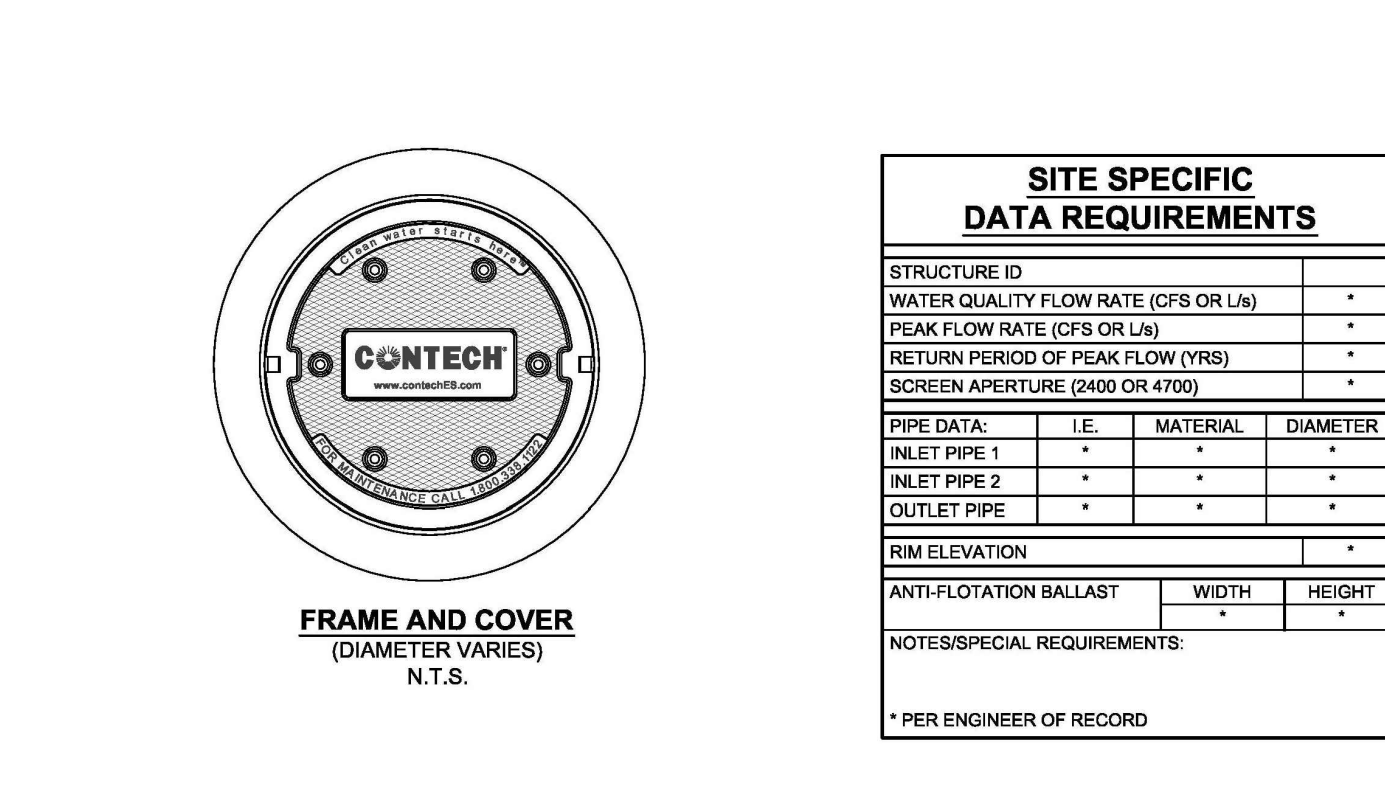 Clean water starts here™
CONTECH®
www.contechES.com
FOR MAINTENANCE CALL 1.800.338.1122
FRAME AND COVER
(DIAMETER VARIES)
N.T.S.
SITE SPECIFIC
DATA REQUIREMENTS
STRUCTURE ID
WATER QUALITY FLOW RATE (CFS OR L/s) *
PEAK FLOW RATE (CFS OR L/s) *
RETURN PERIOD OF PEAK FLOW (YRS) *
SCREEN APERTURE (2400 OR 4700) *
PIPE DATA: I.E. MATERIAL DIAMETER
INLET PIPE 1 * * *
INLET PIPE 2 * * *
OUTLET PIPE * * *
RIM ELEVATION *
ANTI-FLOTATION BALLAST WIDTH HEIGHT
* *
NOTES/SPECIAL REQUIREMENTS:
* PER ENGINEER OF RECORD